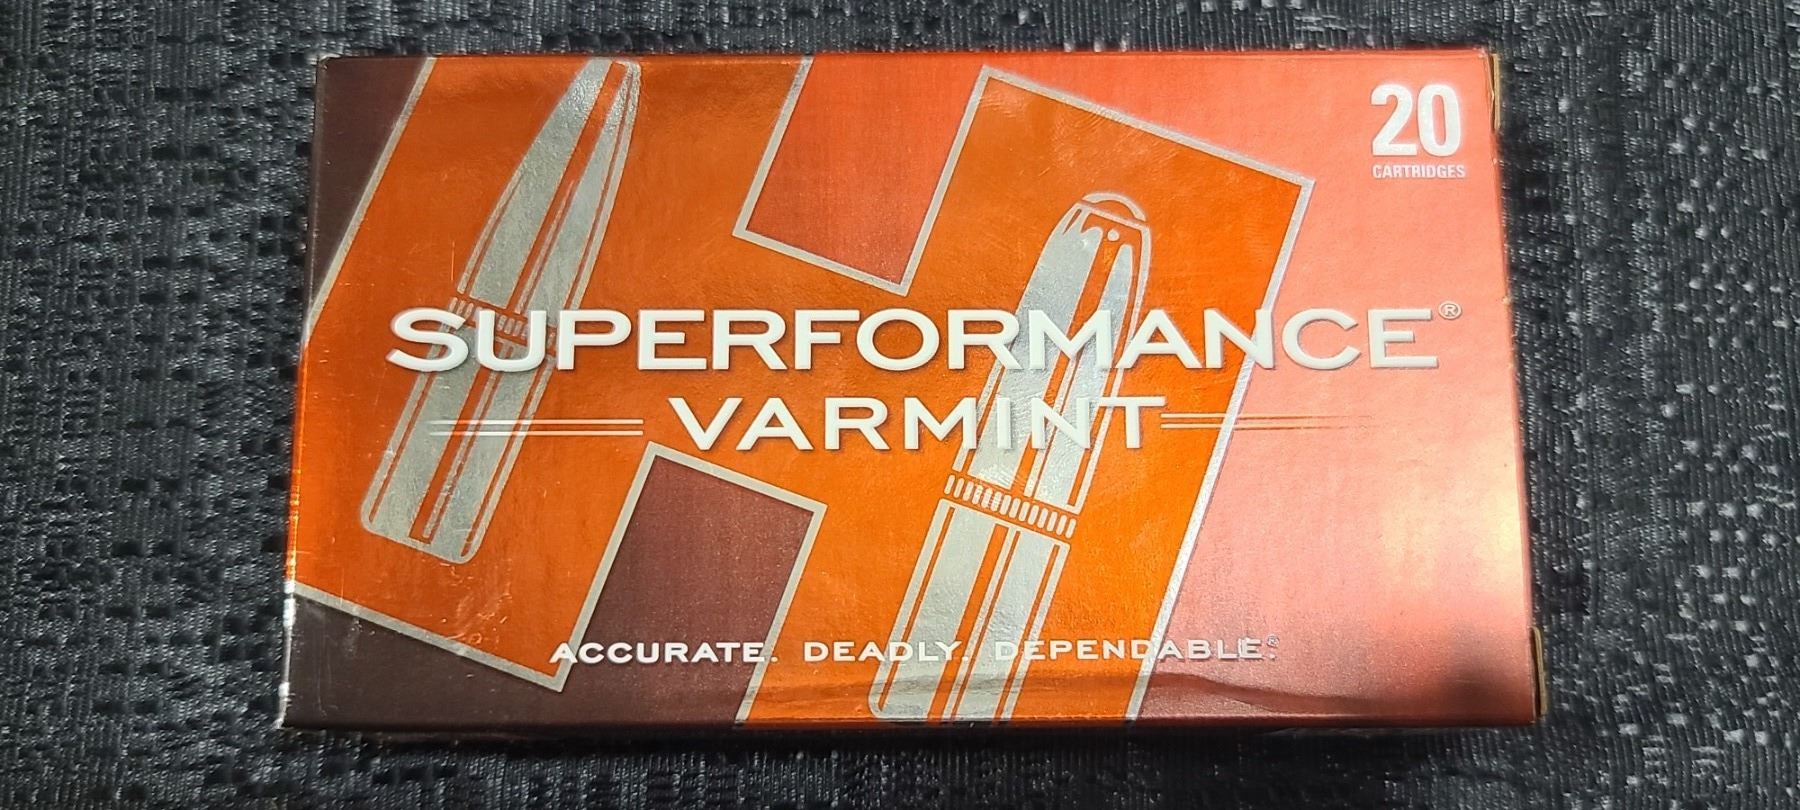 20
CARTRIDGES
SUPERFORMANCE®
VARMINT
ACCURATE. DEADLY. DEPENDABLE.®